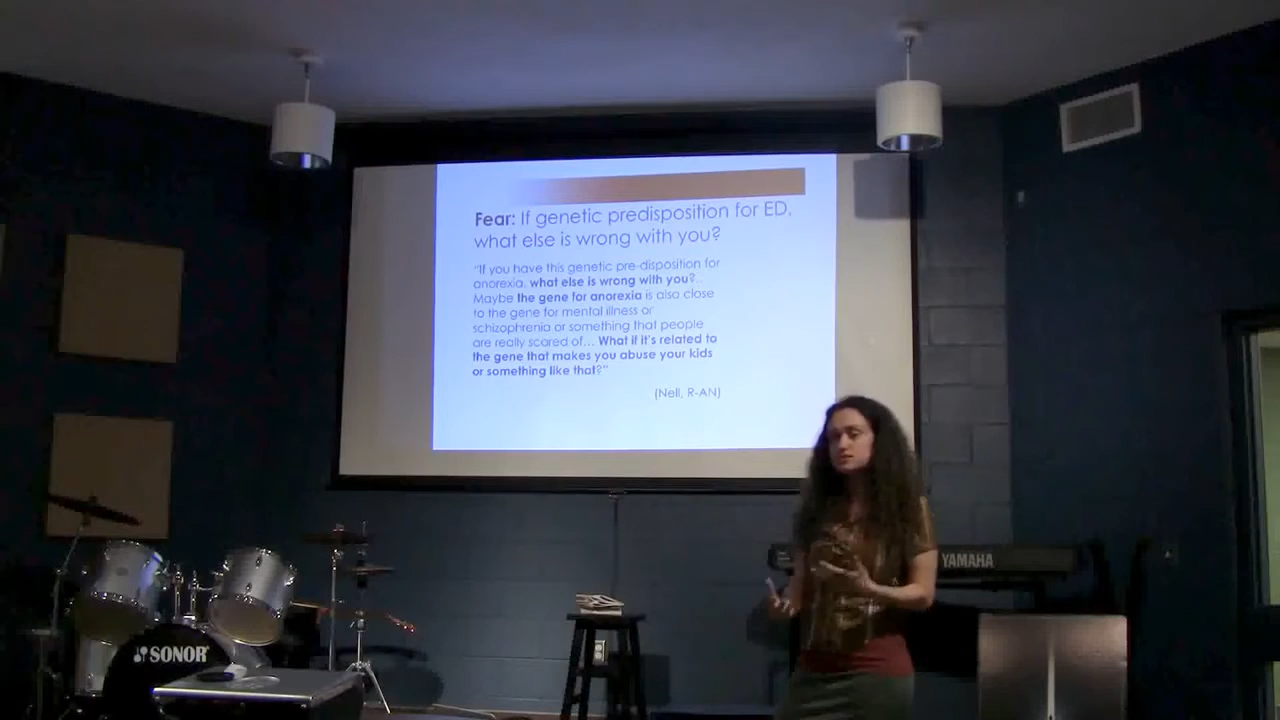 Fear: If genetic predisposition for ED,
what else is wrong with you?
"If you have this genetic pre-disposition for
anorexia, what else is wrong with you?..
Maybe the gene for anorexia is also close
to the gene for mental illness or
schizophrenia or something that people
are really scared of... What if it's related to
the gene that makes you abuse your kids
or something like that?"
(Nell, R-AN)
YAMAHA
SONOR